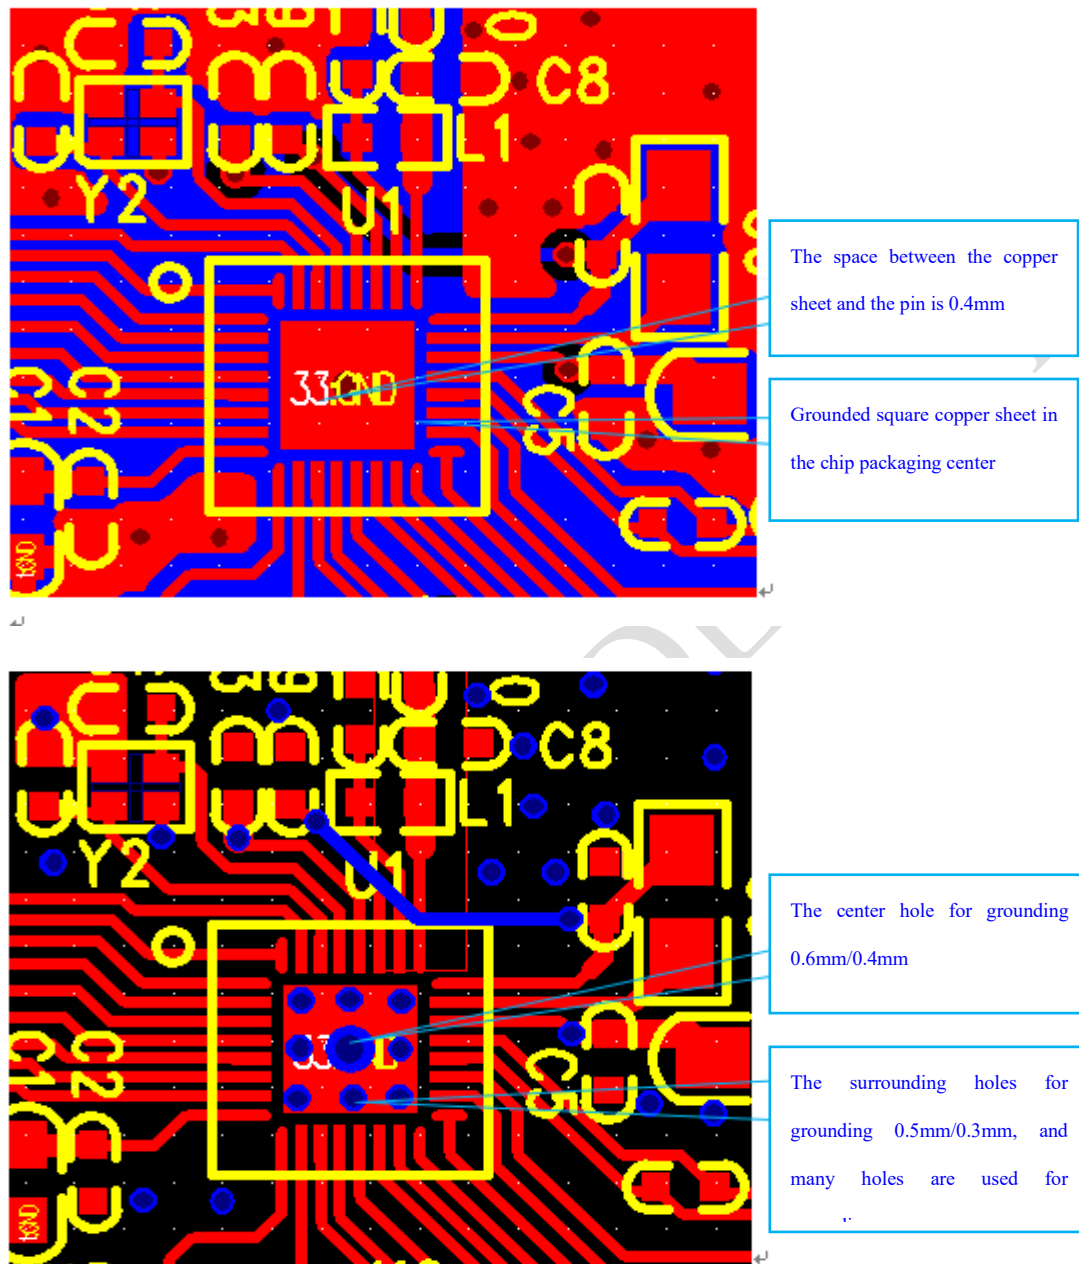 C8
L1
Y2
U1
33:GND
C1
C2
C5
GND
The space between the copper
sheet and the pin is 0.4mm
Grounded square copper sheet in
the chip packaging center
C8
L1
Y2
U1
33
C1
C2
C5
GND
The center hole for grounding
0.6mm/0.4mm
The surrounding holes for
grounding 0.5mm/0.3mm, and
many holes are used for